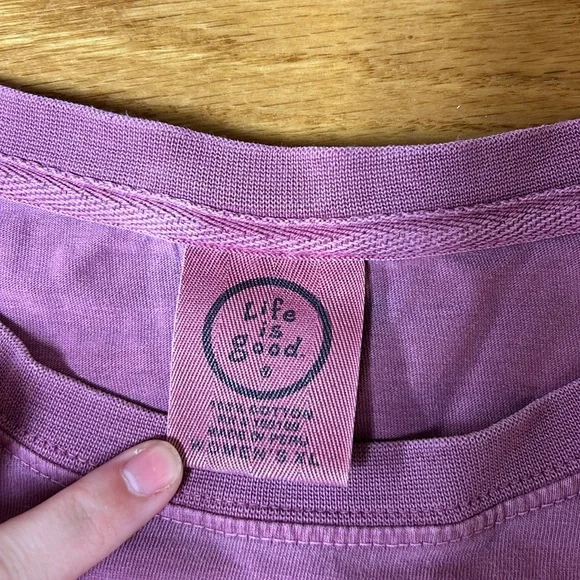 Life
is
good.
100% COTTON
MADE IN PERU
WOMEN'S XL